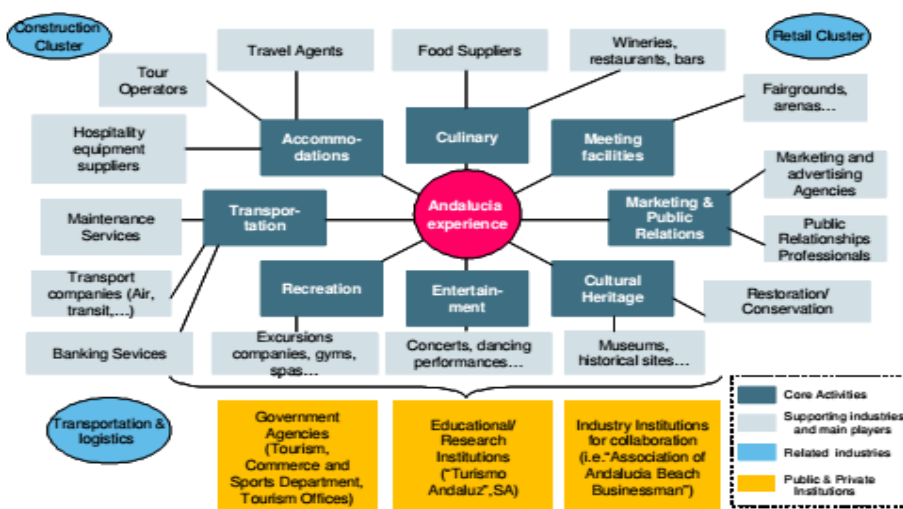 Construction
Cluster
Retail Cluster
Travel Agents
Food Suppliers
Wineries,
restaurants, bars
Tour
Operators
Fairgrounds,
arenas...
Hospitality
equipment
suppliers
Accommo-
dations
Culinary
Meeting
facilities
Marketing and
advertising
Agencies
Maintenance
Services
Transpor-
tation
Andalucia
experience
Marketing &
Public
Relations
Public
Relationships
Professionals
Transport
companies (Air,
transit,...)
Recreation
Entertain-
ment
Cultural
Heritage
Restoration/
Conservation
Banking Sevices
Excursions
companies, gyms,
spas...
Concerts, dancing
performances...
Museums,
historical sites...
Transportation &
logistics
Government
Agencies
(Tourism,
Commerce and
Sports Department,
Tourism Offices)
Educational/
Research
Institutions
("Turismo
Andaluz",SA)
Industry Institutions
for collaboration
(i.e."Association of
Andalucia Beach
Businessman")
Core Activities
Supporting industries
and main players
Related industries
Public & Private
Institutions